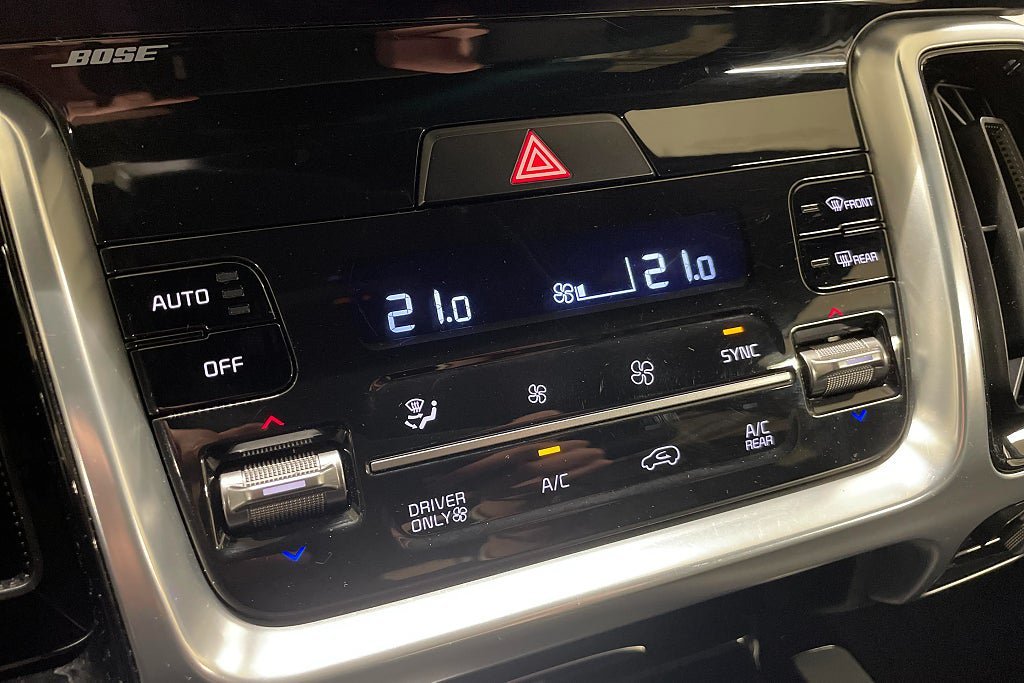 BOSE
FRONT
REAR
AUTO
21.0
21.0
OFF
SYNC
A/C
A/C
REAR
DRIVER
ONLY